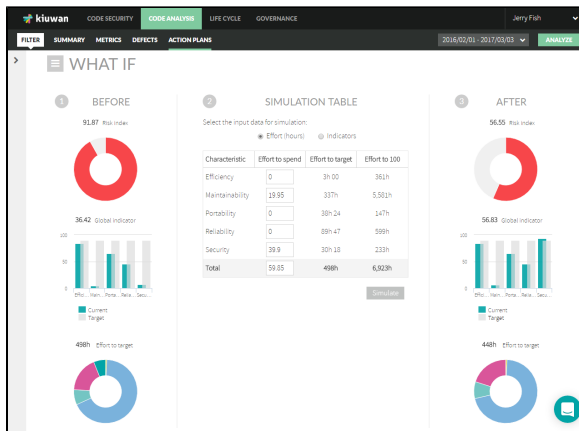 kiuwan CODE SECURITY CODE ANALYSIS LIFE CYCLE GOVERNANCE Jerry Fish
FILTER SUMMARY METRICS DEFECTS ACTION PLANS 2016/02/01 - 2017/03/03 ANALYZE
WHAT IF
1 BEFORE
91.87 Risk Index
36.42 Global Indicator
100
50
0
Effici... Main... Porta... Relia... Secu...
Current
Target
498h Effort to target
2 SIMULATION TABLE
Select the input data for simulation:
Effort (hours) Indicators
Characteristic Effort to spend Effort to target Effort to 100
Efficiency 0 3h 00 361h
Maintainability 19.95 337h 5,581h
Portability 0 38h 24 147h
Reliability 0 89h 47 599h
Security 39.9 30h 18 233h
Total 59.85 498h 6,923h
Simulate
3 AFTER
56.55 Risk Index
56.83 Global Indicator
100
50
0
Effici... Main... Porta... Relia... Secu...
Current
Target
448h Effort to target